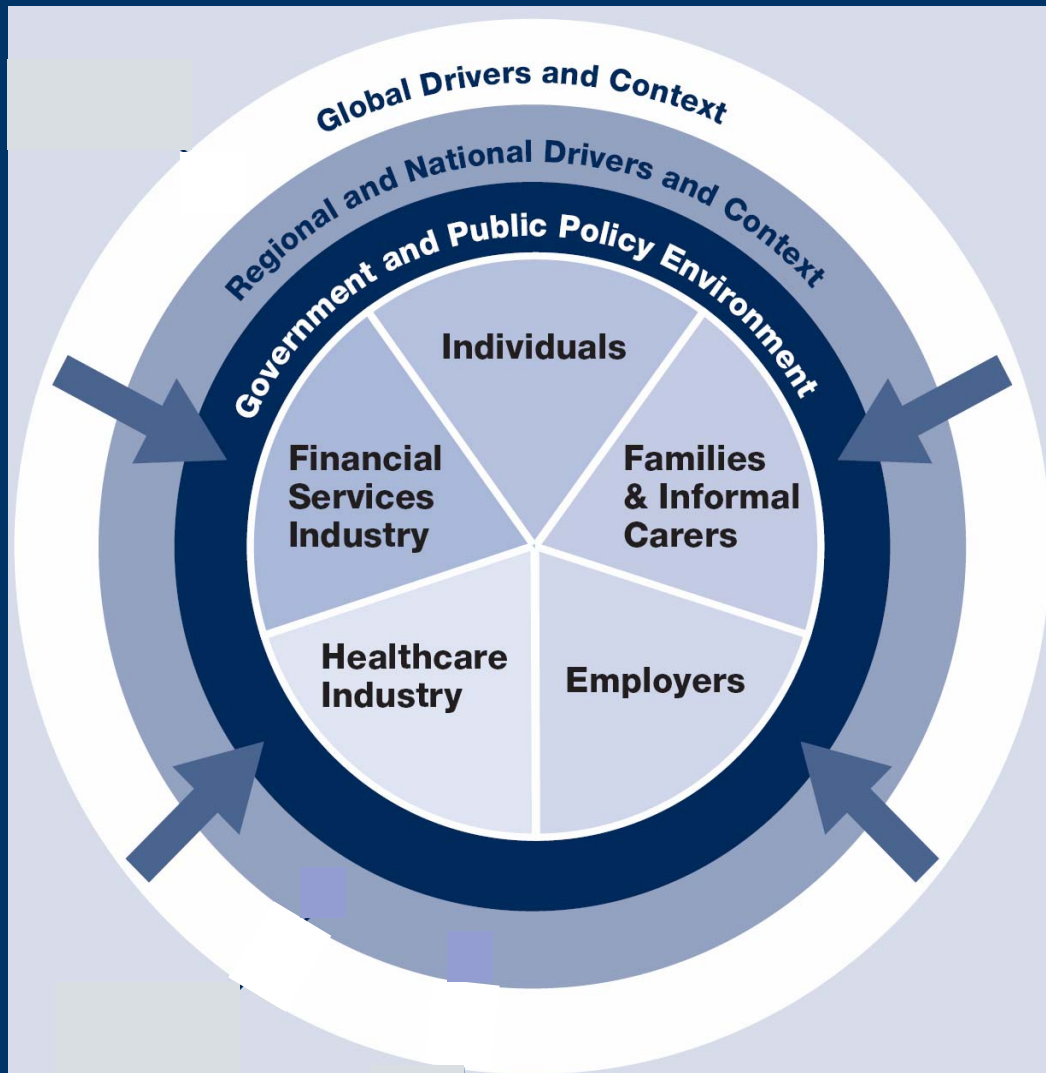 Global Drivers and Context
Regional and National Drivers and Context
Government and Public Policy Environment
Individuals
Financial
Services
Industry
Families
& Informal
Carers
Healthcare
Industry
Employers